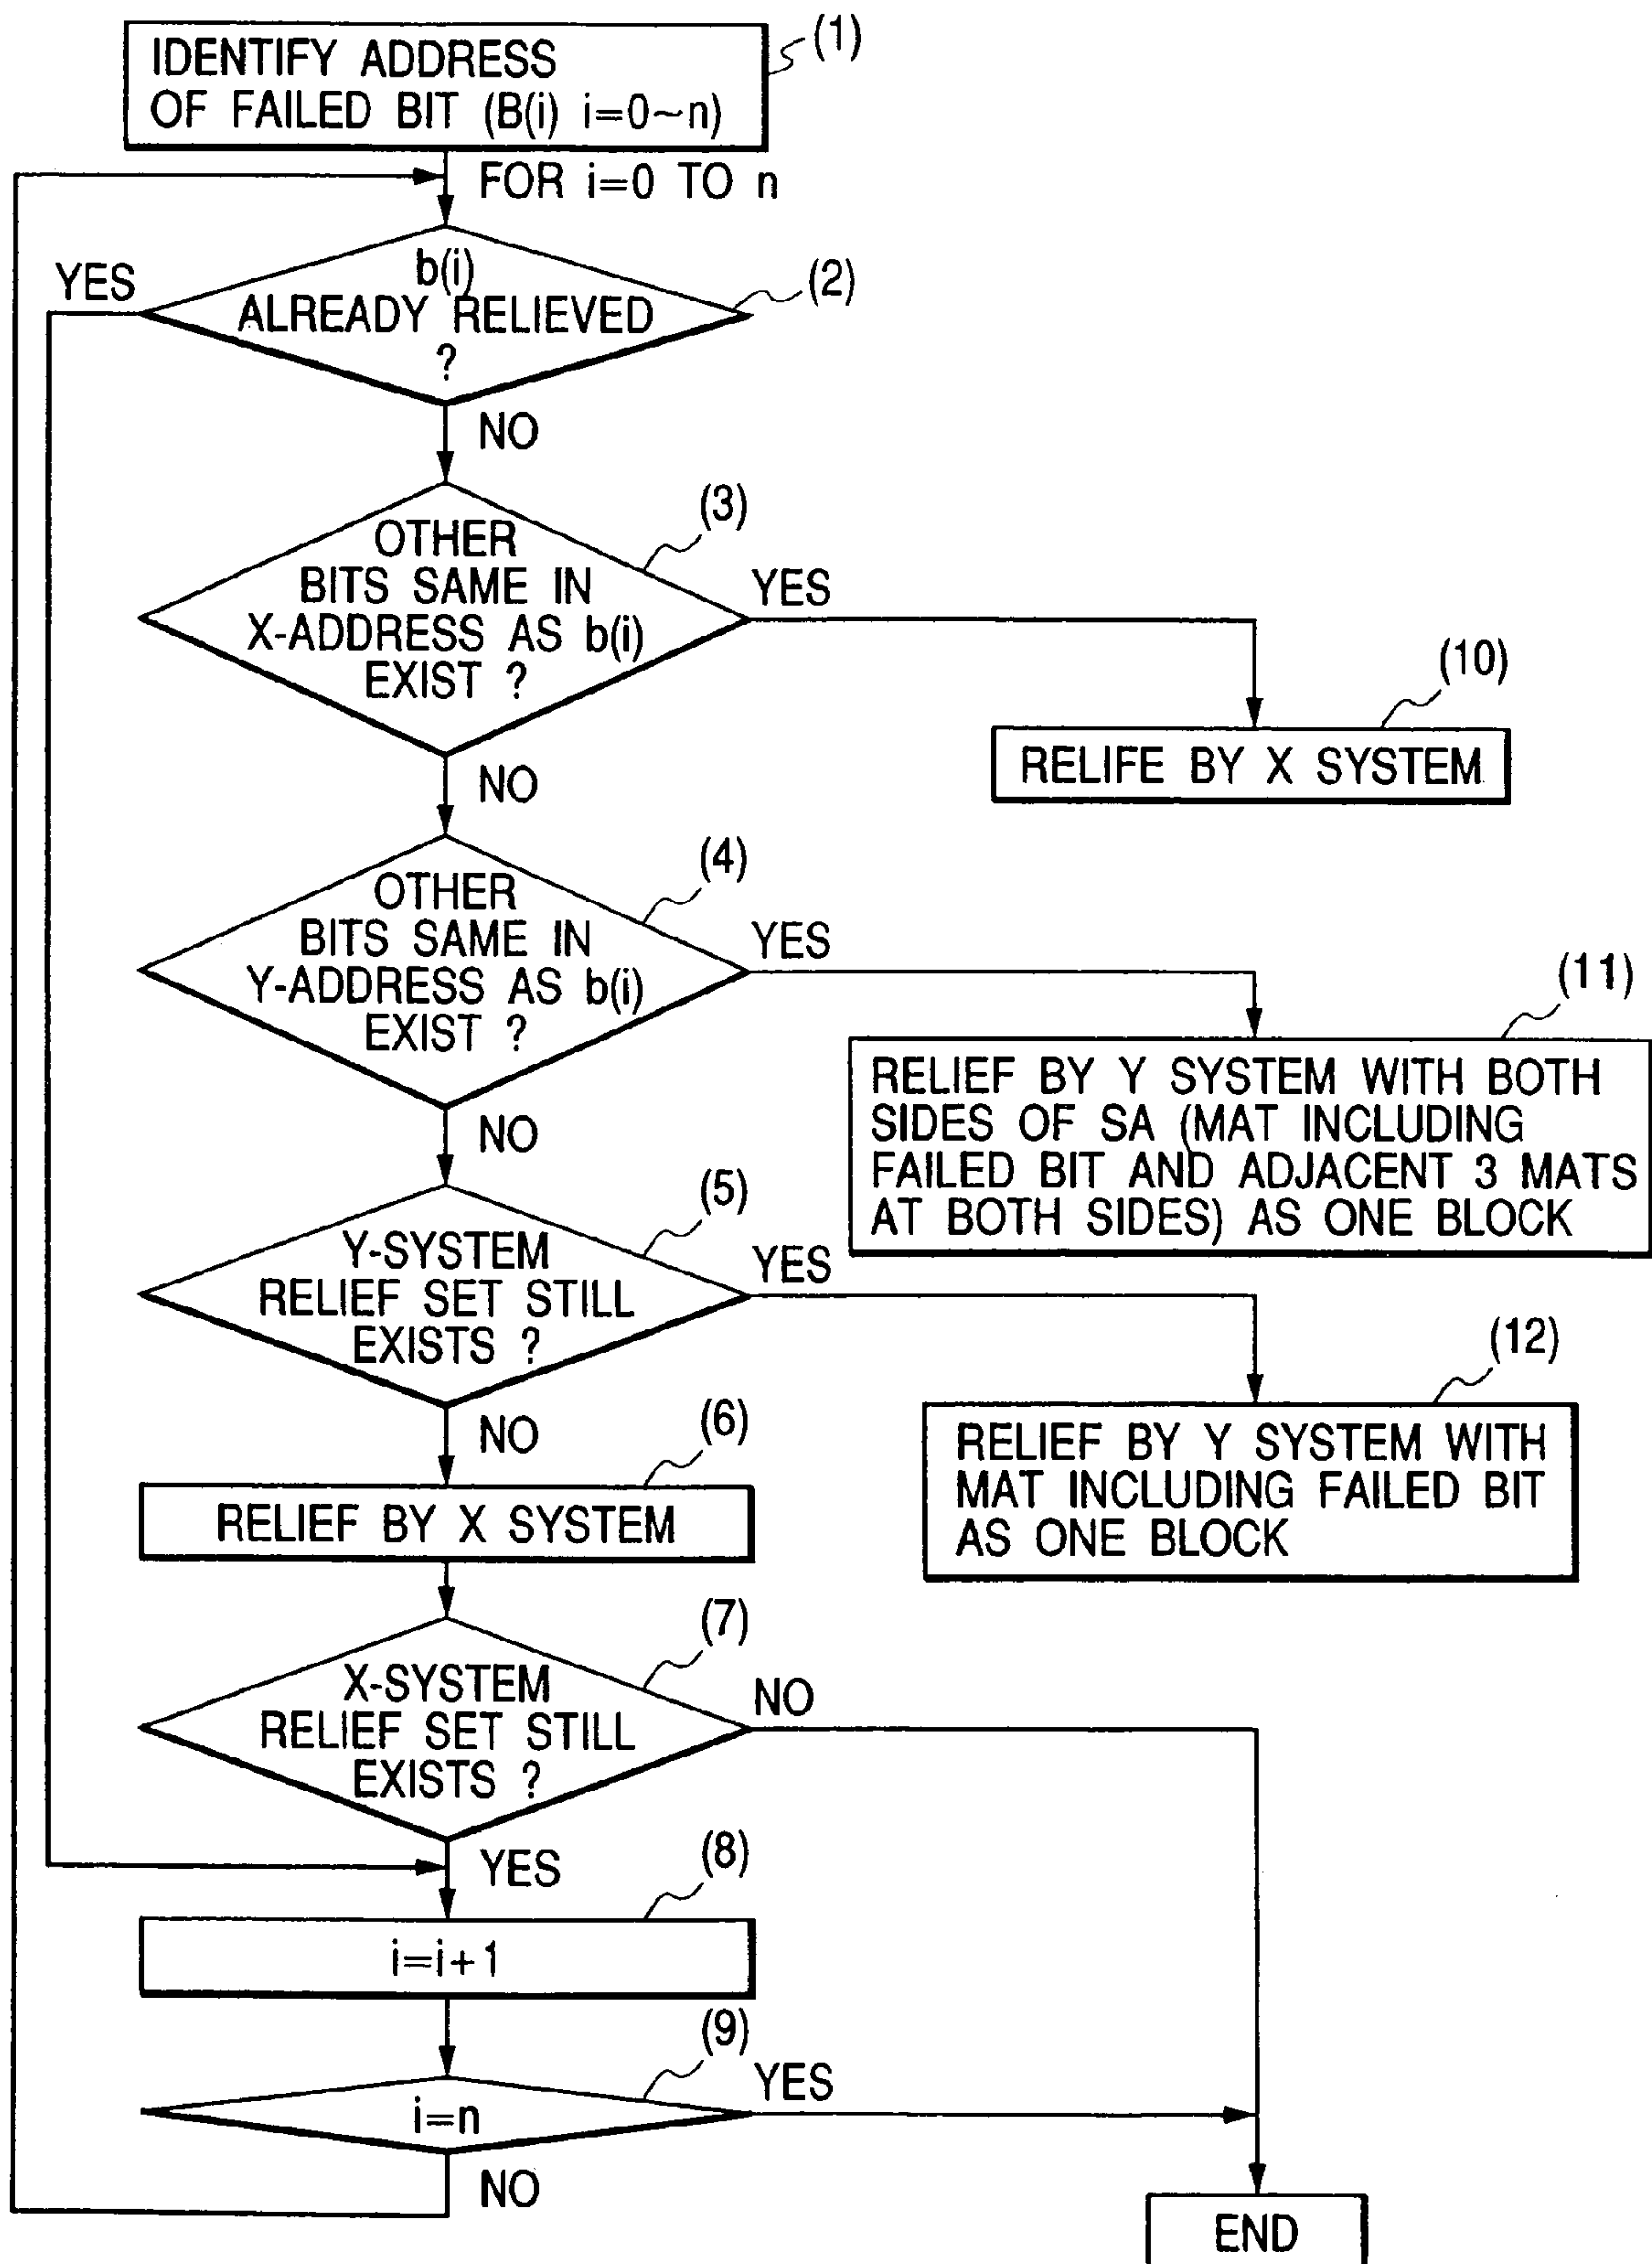 IDENTIFY ADDRESS
OF FAILED BIT (B(i) i=0~n)
(1)
FOR i=0 TO n
b(i)
ALREADY RELIEVED
?
(2)
YES
NO
OTHER
BITS SAME IN
X-ADDRESS AS b(i)
EXIST ?
(3)
YES
NO
(10)
RELIFE BY X SYSTEM
OTHER
BITS SAME IN
Y-ADDRESS AS b(i)
EXIST ?
(4)
YES
NO
(11)
RELIEF BY Y SYSTEM WITH BOTH
SIDES OF SA (MAT INCLUDING
FAILED BIT AND ADJACENT 3 MATS
AT BOTH SIDES) AS ONE BLOCK
Y-SYSTEM
RELIEF SET STILL
EXISTS ?
(5)
YES
NO
(12)
RELIEF BY Y SYSTEM WITH
MAT INCLUDING FAILED BIT
AS ONE BLOCK
(6)
RELIEF BY X SYSTEM
X-SYSTEM
RELIEF SET STILL
EXISTS ?
(7)
NO
YES
(8)
i=i+1
(9)
i=n
YES
NO
END